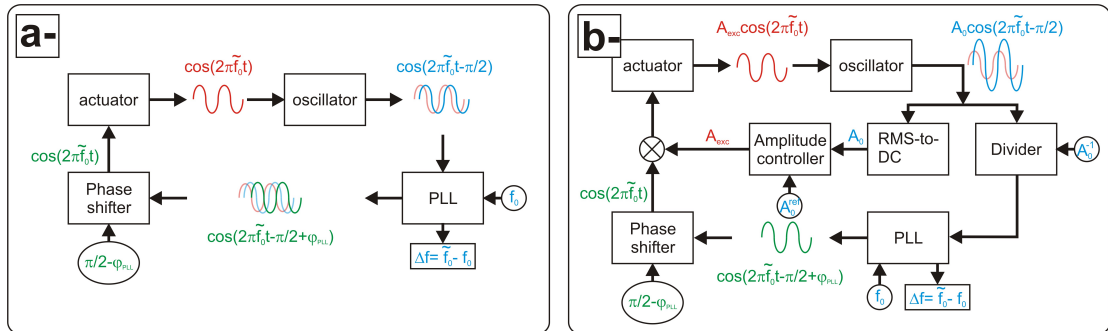 a-
cos(2πf̃₀t)
cos(2πf̃₀t-π/2)
actuator
oscillator
cos(2πf̃₀t)
Phase
shifter
PLL
f₀
cos(2πf̃₀t-π/2+φPLL)
π/2-φPLL
Δf= f̃₀- f₀
b-
Aexccos(2πf̃₀t)
A₀cos(2πf̃₀t-π/2)
actuator
oscillator
Aexc
Amplitude
controller
A₀
RMS-to-
DC
Divider
A₀⁻¹
A₀ʳᵉᶠ
cos(2πf̃₀t)
Phase
shifter
PLL
cos(2πf̃₀t-π/2+φPLL)
π/2-φPLL
f₀
Δf= f̃₀- f₀